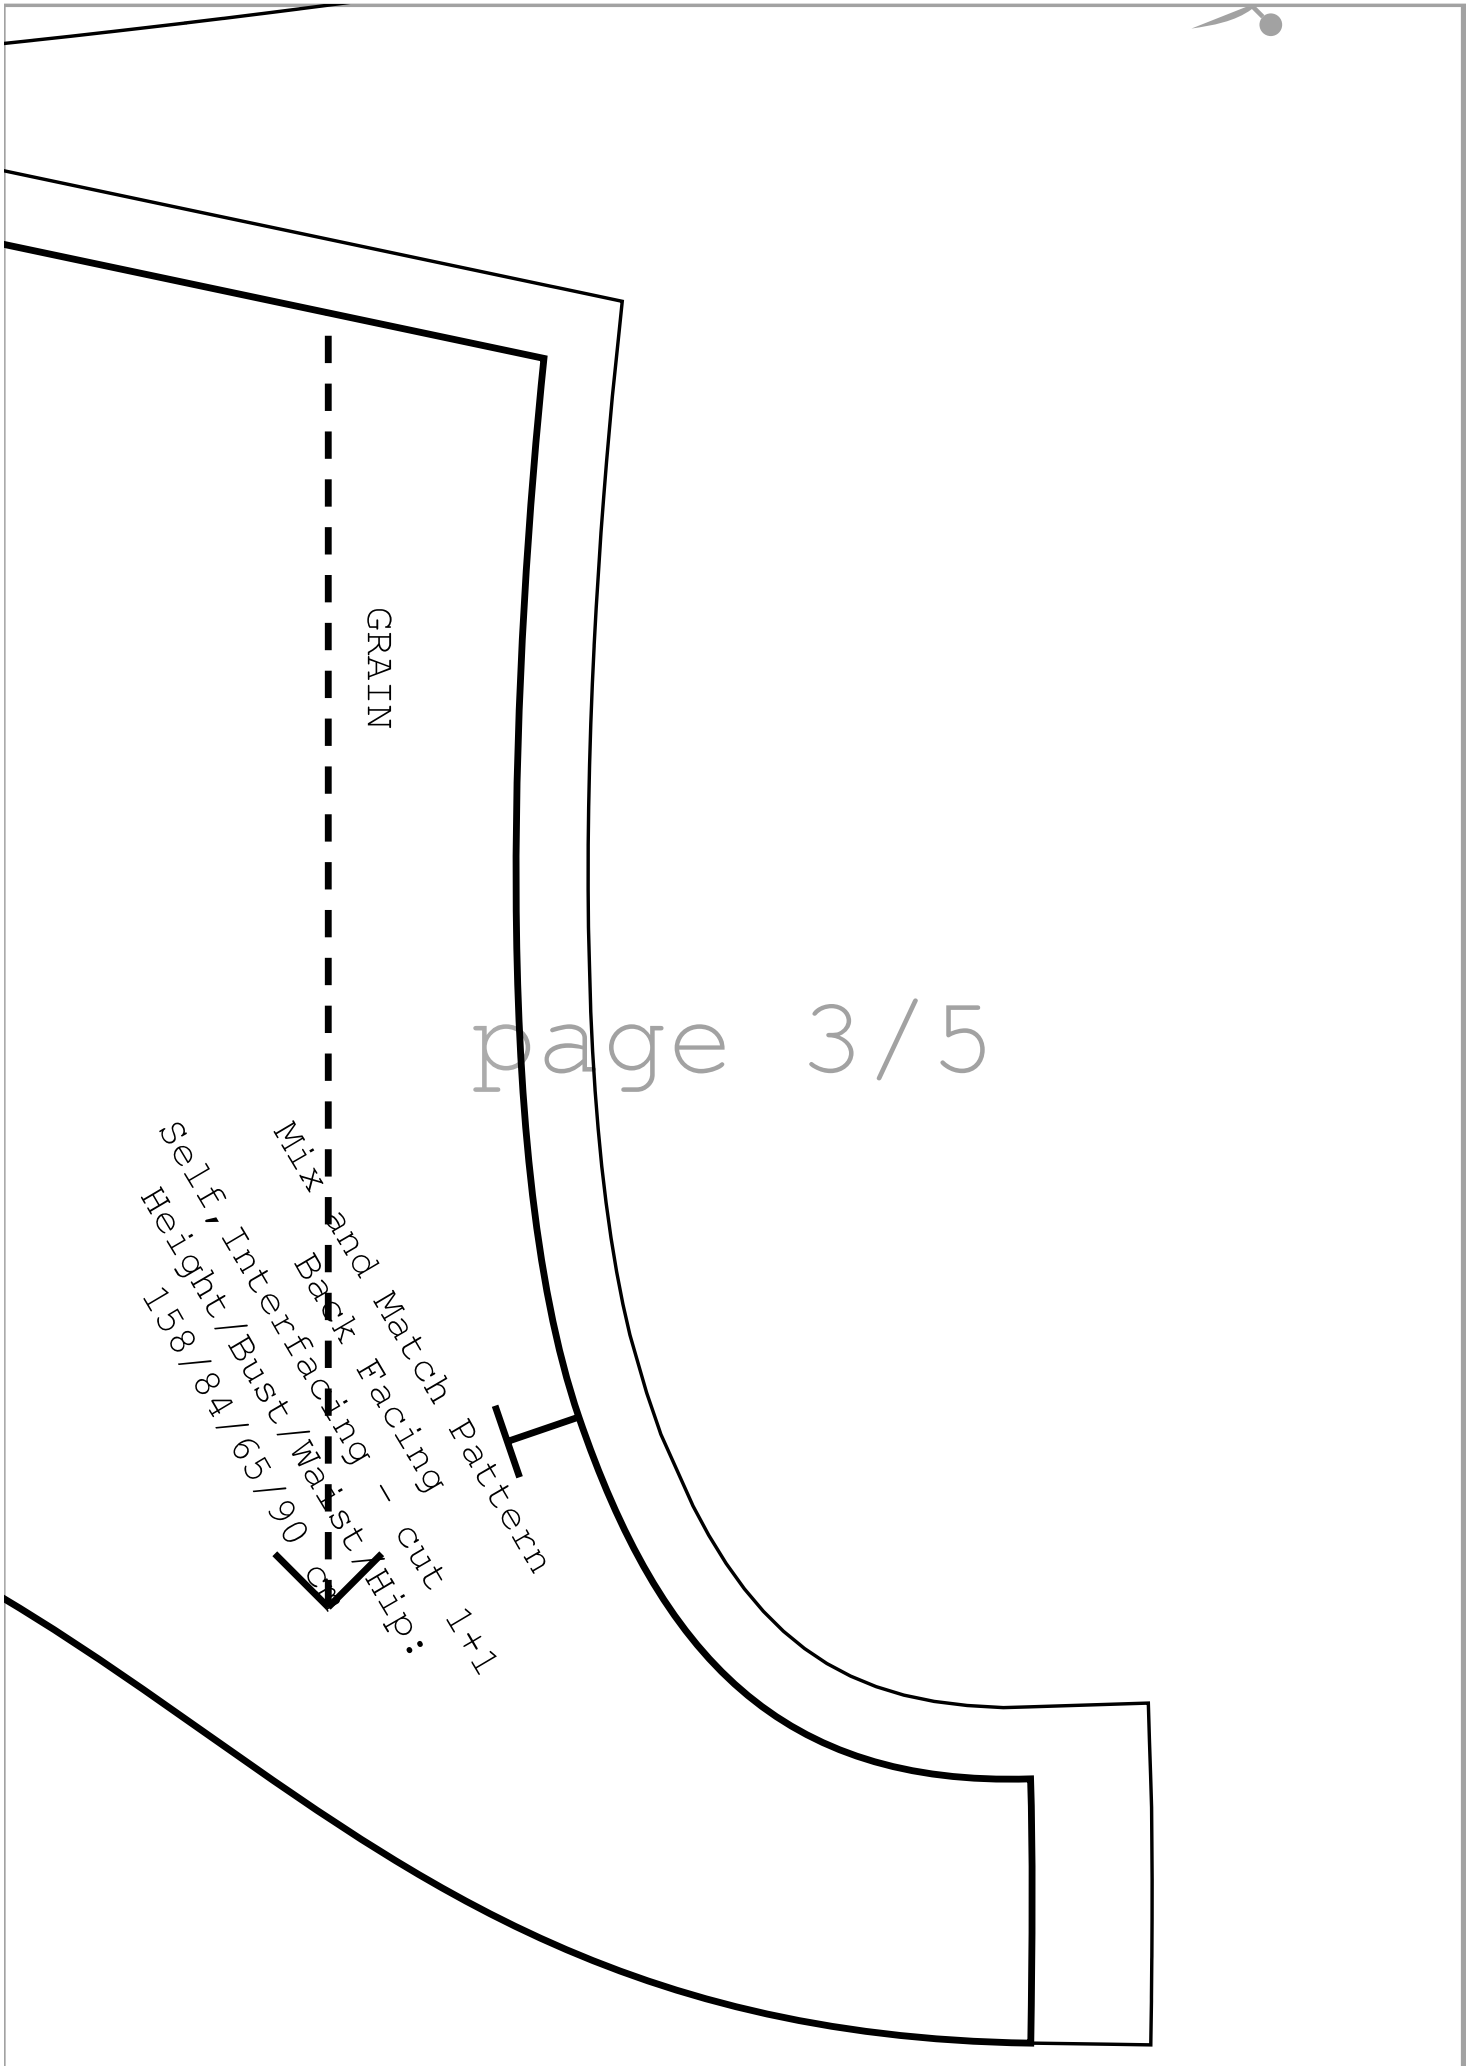 GRAIN
page 3/5
Mix and Match Pattern
Back Facing
Self, Interfacing - cut 1+1
Height/Bust/Waist/Hip:
158/84/65/90 cm